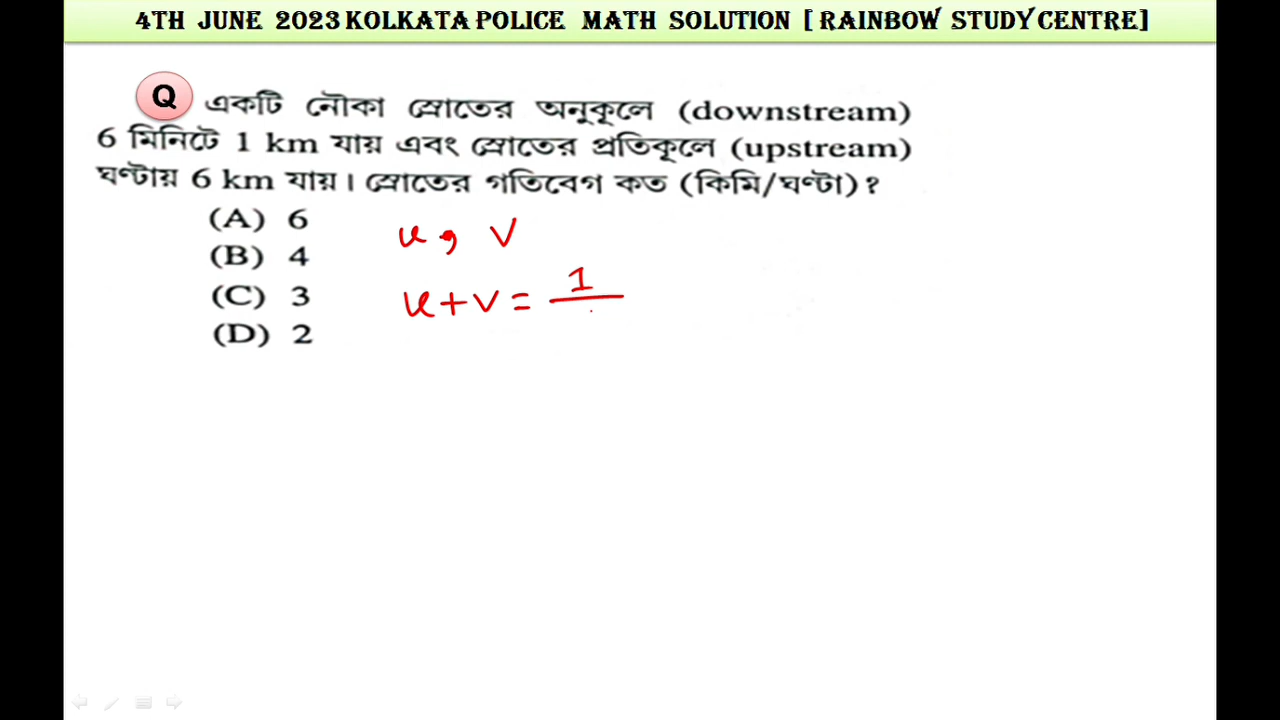 4TH JUNE 2023 KOLKATA POLICE MATH SOLUTION [ RAINBOW STUDY CENTRE]
Q একটি নৌকা স্রোতের অনুকূলে (downstream)
6 মিনিটে 1 km যায় এবং স্রোতের প্রতিকূলে (upstream)
ঘণ্টায় 6 km যায়। স্রোতের গতিবেগ কত (কিমি/ঘণ্টা)?
(A) 6
(B) 4
(C) 3
(D) 2
u, v
u+v = 1